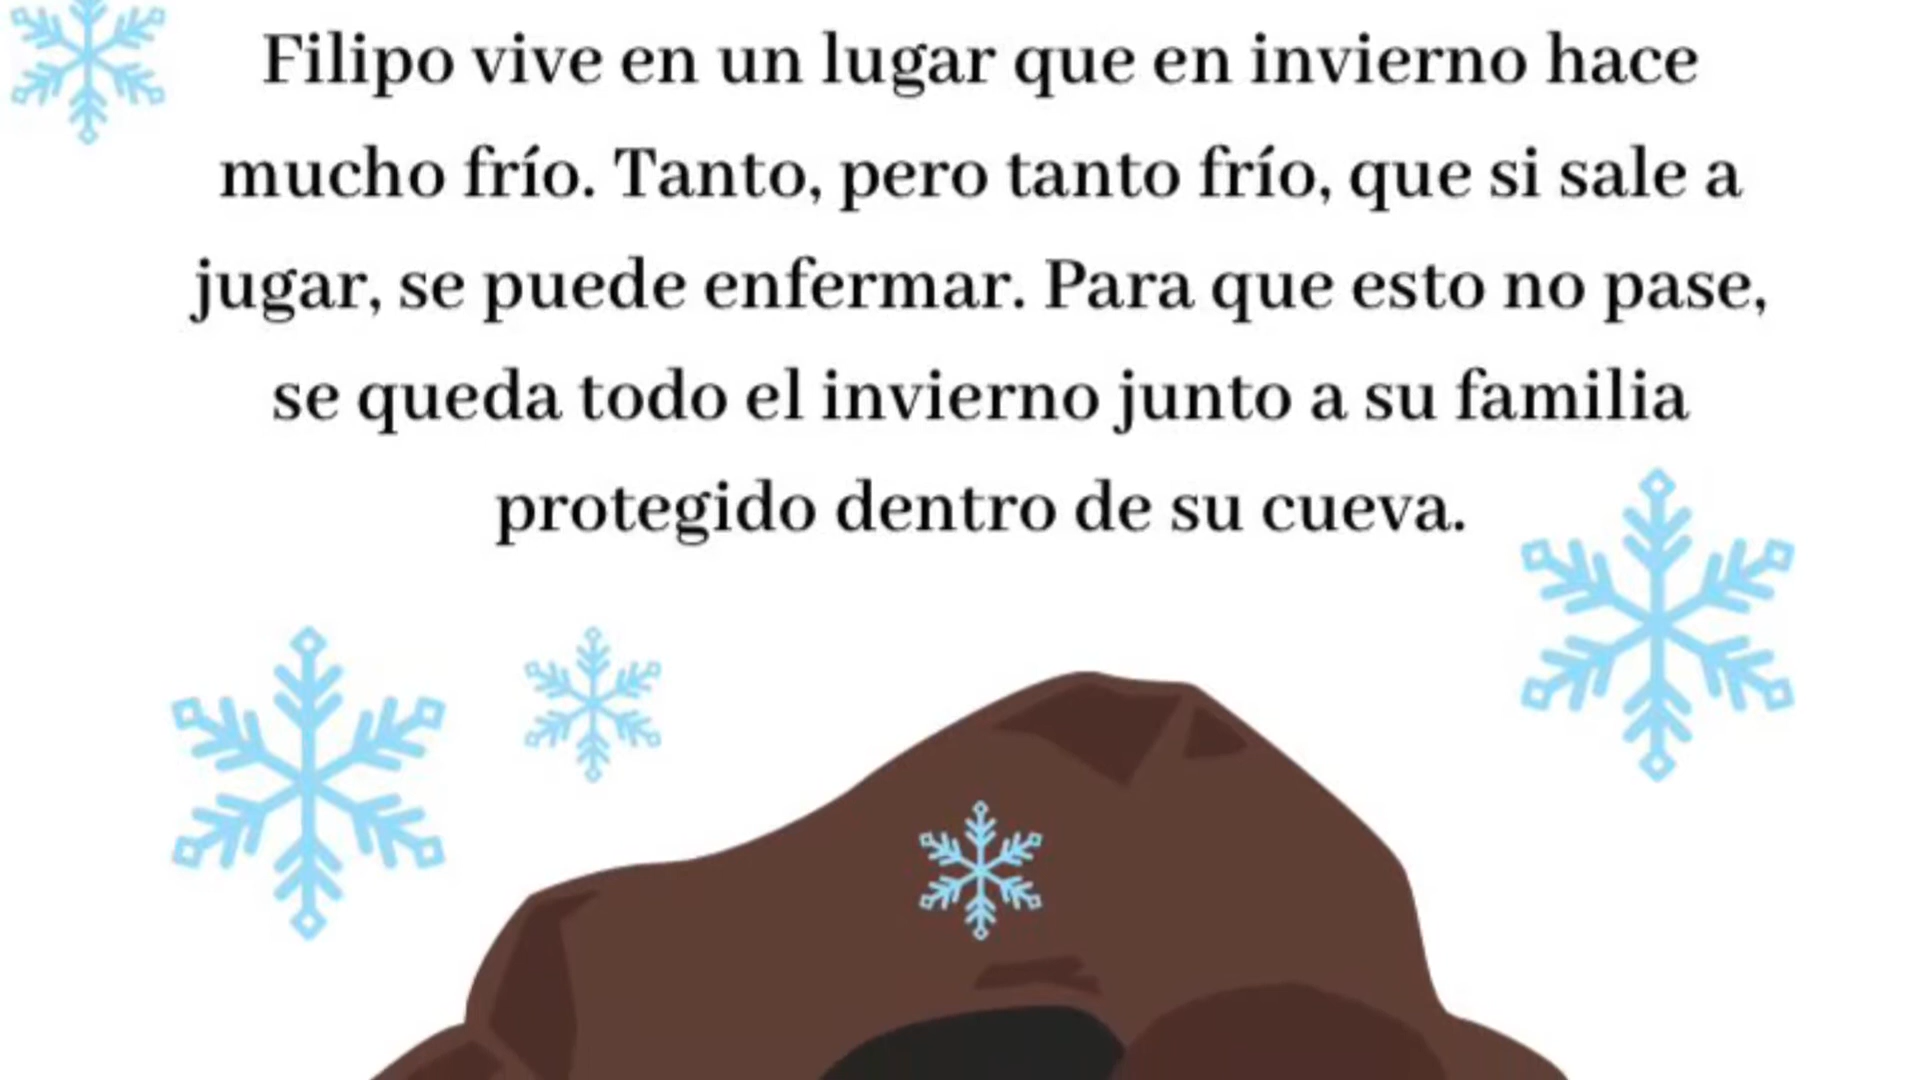 Filipo vive en un lugar que en invierno hace
mucho frío. Tanto, pero tanto frío, que si sale a
jugar, se puede enfermar. Para que esto no pase,
se queda todo el invierno junto a su familia
protegido dentro de su cueva.